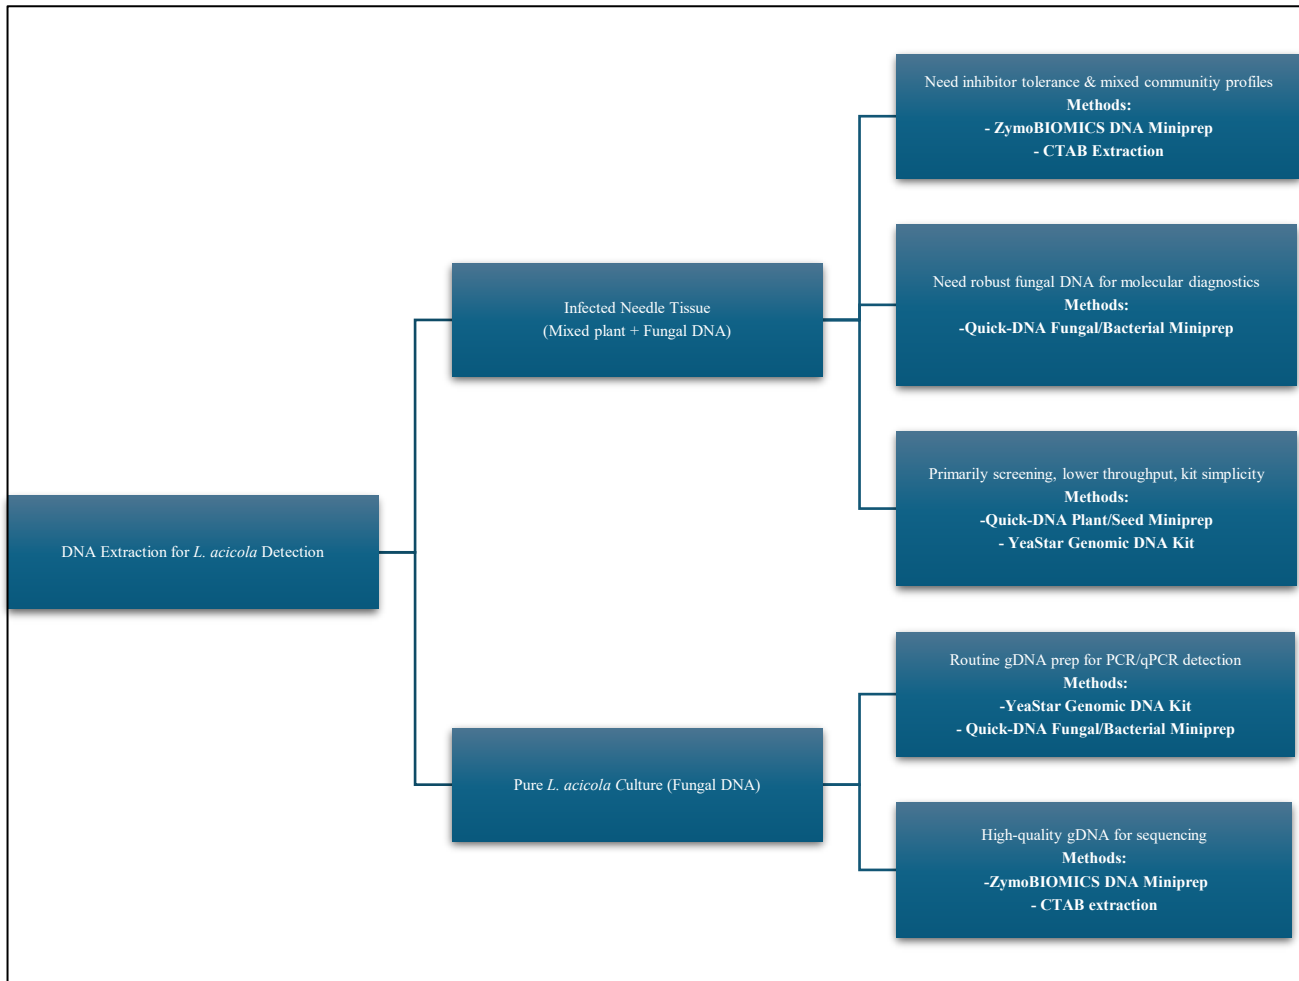 DNA Extraction for L. acicola Detection
Infected Needle Tissue
(Mixed plant + Fungal DNA)
Pure L. acicola Culture (Fungal DNA)
Need inhibitor tolerance & mixed communitiy profiles
Methods:
- ZymoBIOMICS DNA Miniprep
- CTAB Extraction
Need robust fungal DNA for molecular diagnostics
Methods:
-Quick-DNA Fungal/Bacterial Miniprep
Primarily screening, lower throughput, kit simplicity
Methods:
-Quick-DNA Plant/Seed Miniprep
- YeaStar Genomic DNA Kit
Routine gDNA prep for PCR/qPCR detection
Methods:
-YeaStar Genomic DNA Kit
- Quick-DNA Fungal/Bacterial Miniprep
High-quality gDNA for sequencing
Methods:
-ZymoBIOMICS DNA Miniprep
- CTAB extraction